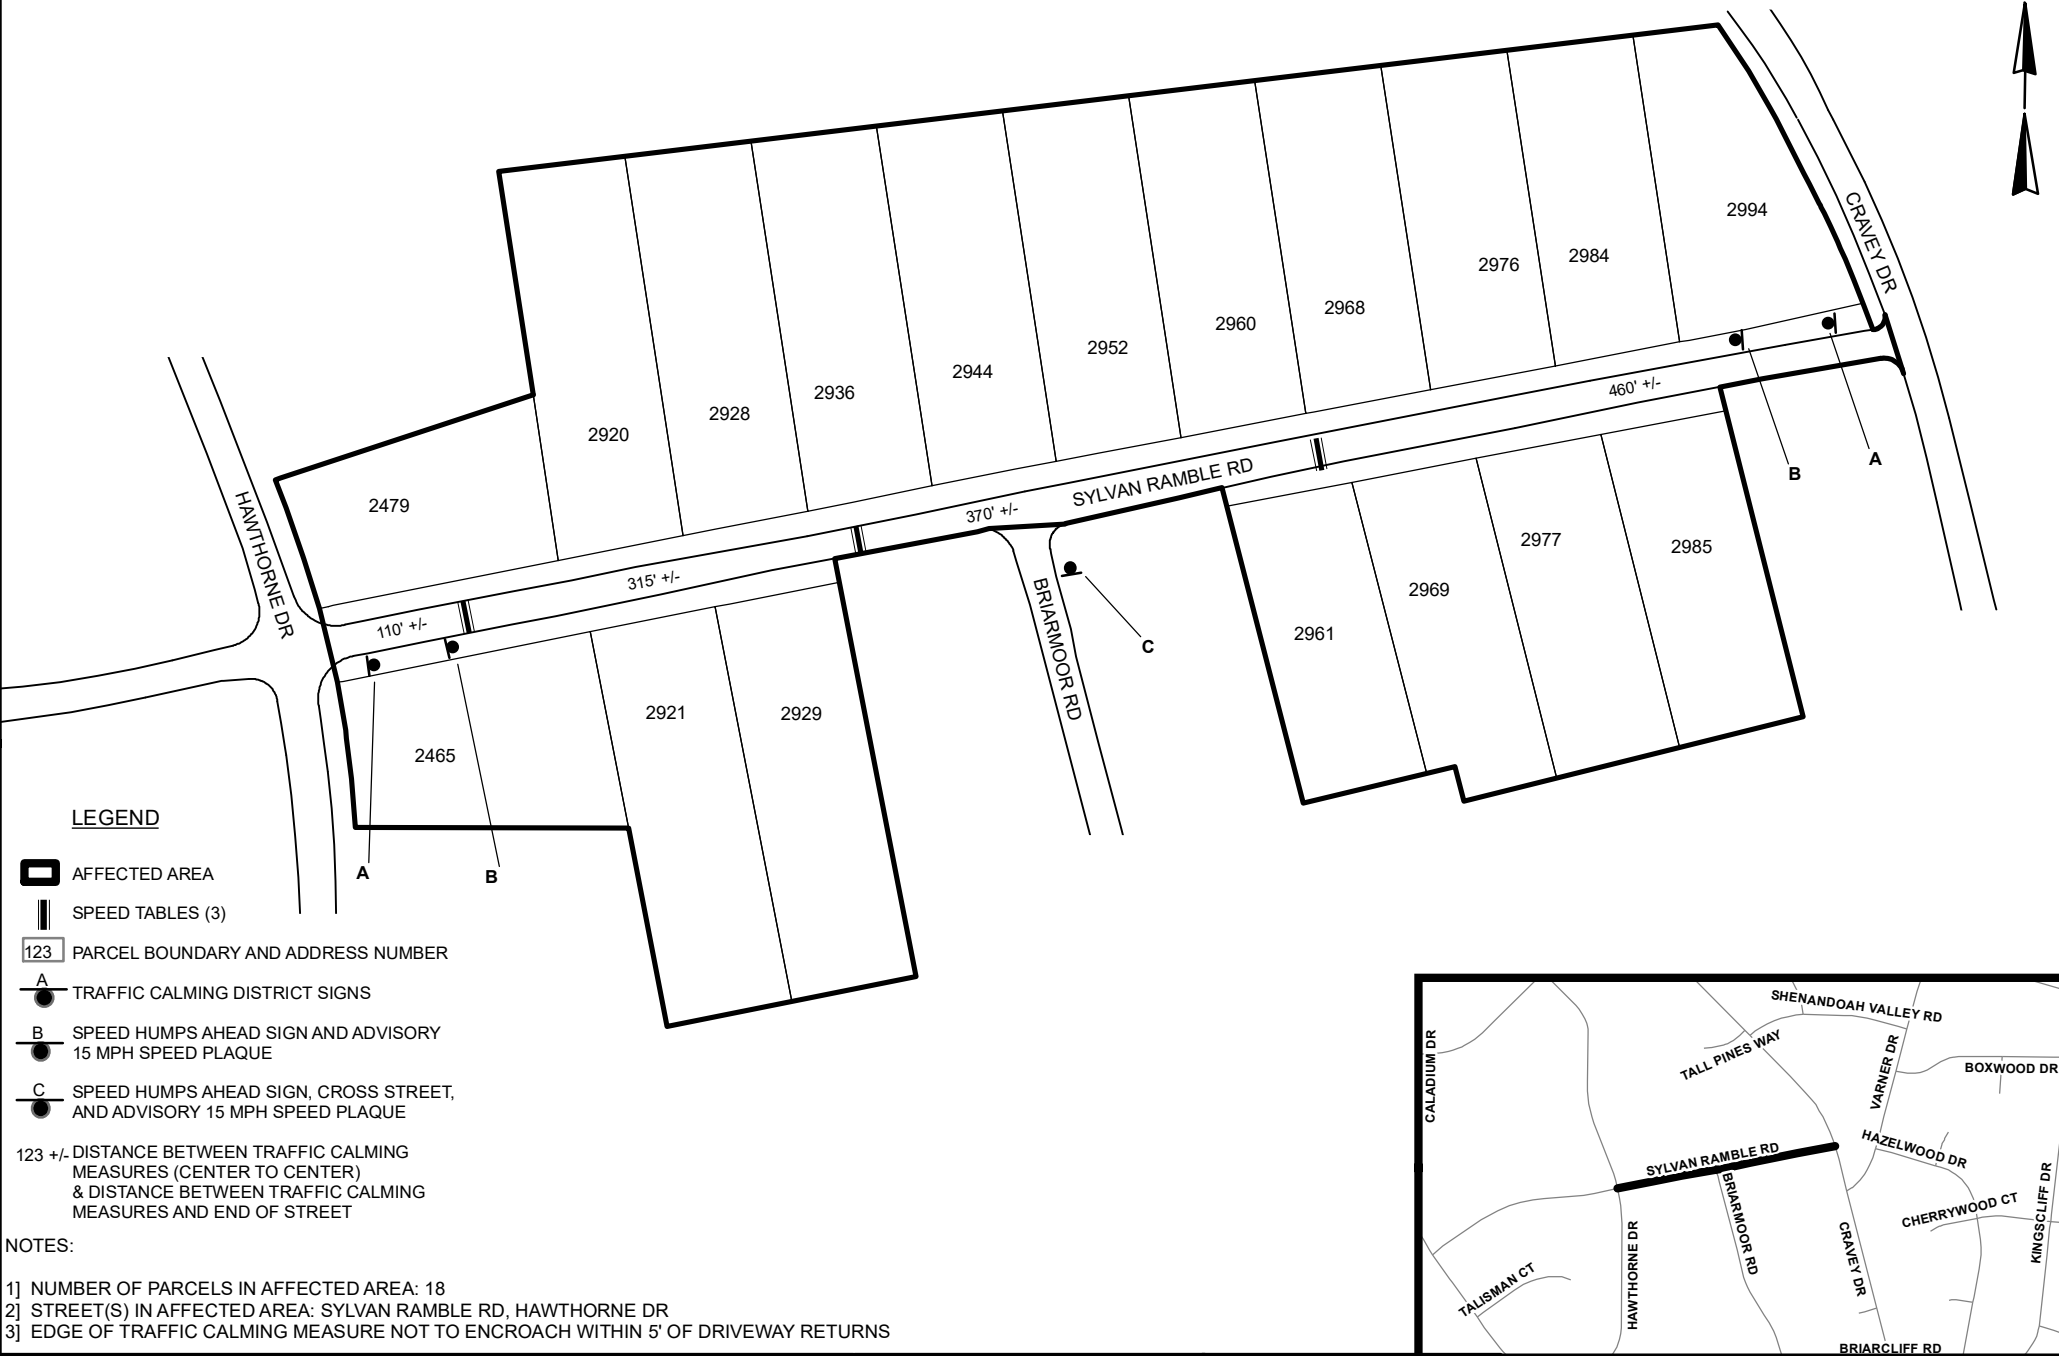 2994
CRAVEY DR
2984
2976
2968
2960
2952
2944
2936
2928
2920
2479
HAWTHORNE DR
460' +/-
SYLVAN RAMBLE RD
370' +/-
315' +/-
110' +/-
B
A
BRIARMOOR RD
C
2985
2977
2969
2961
2929
2921
2465
A
B
LEGEND
AFFECTED AREA
SPEED TABLES (3)
123 PARCEL BOUNDARY AND ADDRESS NUMBER
A TRAFFIC CALMING DISTRICT SIGNS
B SPEED HUMPS AHEAD SIGN AND ADVISORY
15 MPH SPEED PLAQUE
C SPEED HUMPS AHEAD SIGN, CROSS STREET,
AND ADVISORY 15 MPH SPEED PLAQUE
123 +/- DISTANCE BETWEEN TRAFFIC CALMING
MEASURES (CENTER TO CENTER)
& DISTANCE BETWEEN TRAFFIC CALMING
MEASURES AND END OF STREET
NOTES:
1] NUMBER OF PARCELS IN AFFECTED AREA: 18
2] STREET(S) IN AFFECTED AREA: SYLVAN RAMBLE RD, HAWTHORNE DR
3] EDGE OF TRAFFIC CALMING MEASURE NOT TO ENCROACH WITHIN 5' OF DRIVEWAY RETURNS
SHENANDOAH VALLEY RD
CALADIUM DR
TALL PINES WAY
VARNER DR
BOXWOOD DR
SYLVAN RAMBLE RD
HAZELWOOD DR
BRIARMOOR RD
CHERRYWOOD CT
KINGSCLIFF DR
HAWTHORNE DR
CRAVEY DR
TALISMAN CT
BRIARCLIFF RD